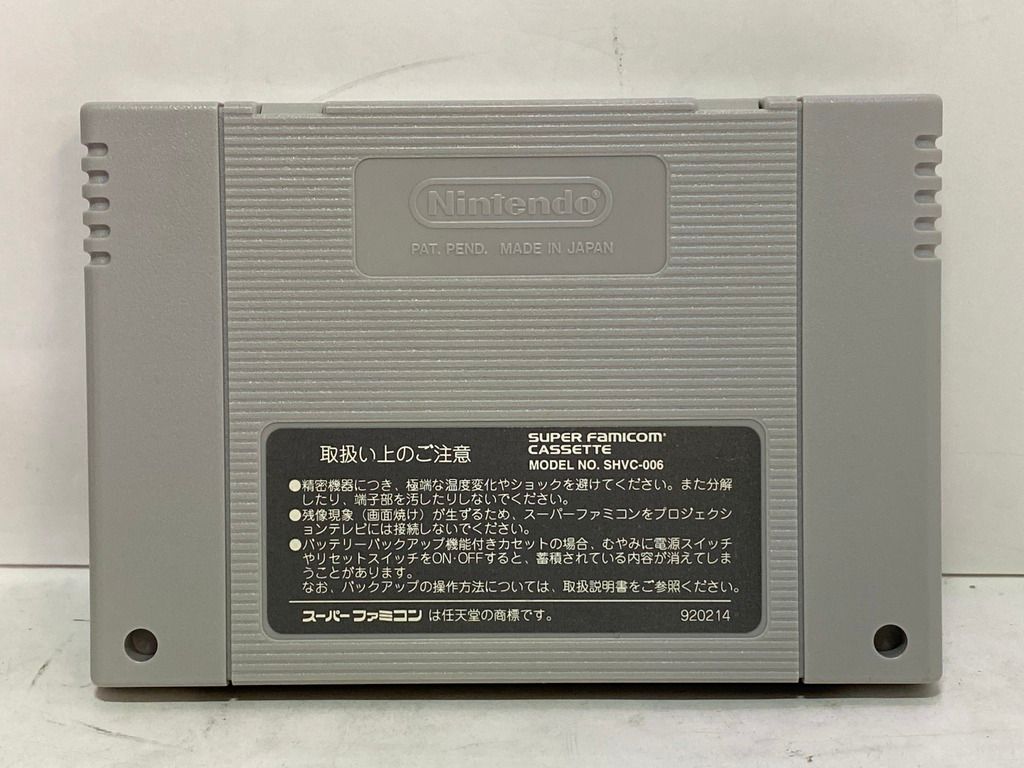 Nintendo®
PAT. PEND. MADE IN JAPAN
取扱い上のご注意
SUPER FAMICOM®
CASSETTE
MODEL NO. SHVC-006
●精密機器につき、極端な温度変化やショックを避けてください。また分解
したり、端子部を汚したりしないでください。
●残像現象（画面焼け）が生ずるため、スーパーファミコンをプロジェクシ
ョンテレビには接続しないでください。
●バッテリーバックアップ機能付きカセットの場合、むやみに電源スイッチ
やリセットスイッチをON・OFFすると、蓄積されている内容が消えてしま
うことがあります。
なお、バックアップの操作方法については、取扱説明書をご参照ください。
スーパーファミコン は任天堂の商標です。
920214